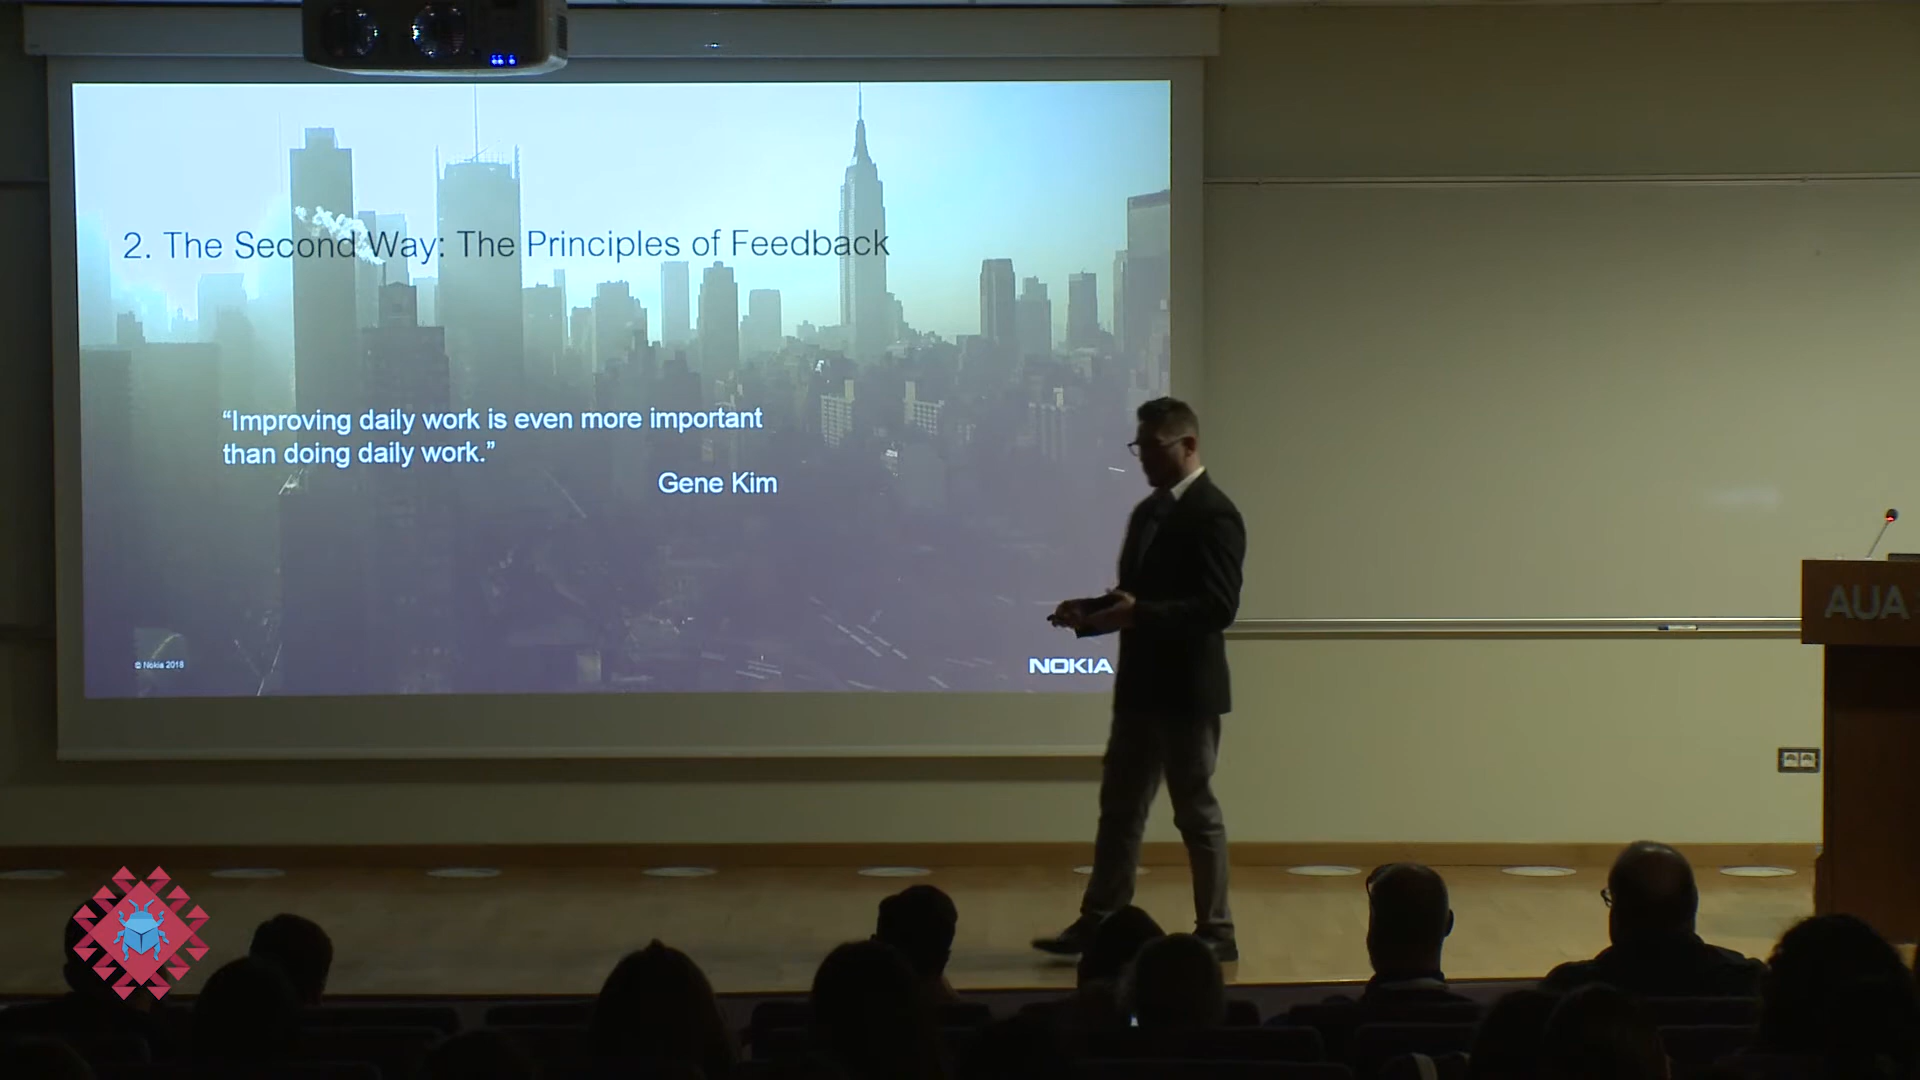 2. The Second Way: The Principles of Feedback
“Improving daily work is even more important
than doing daily work.”
Gene Kim
© Nokia 2018
NOKIA
AUA